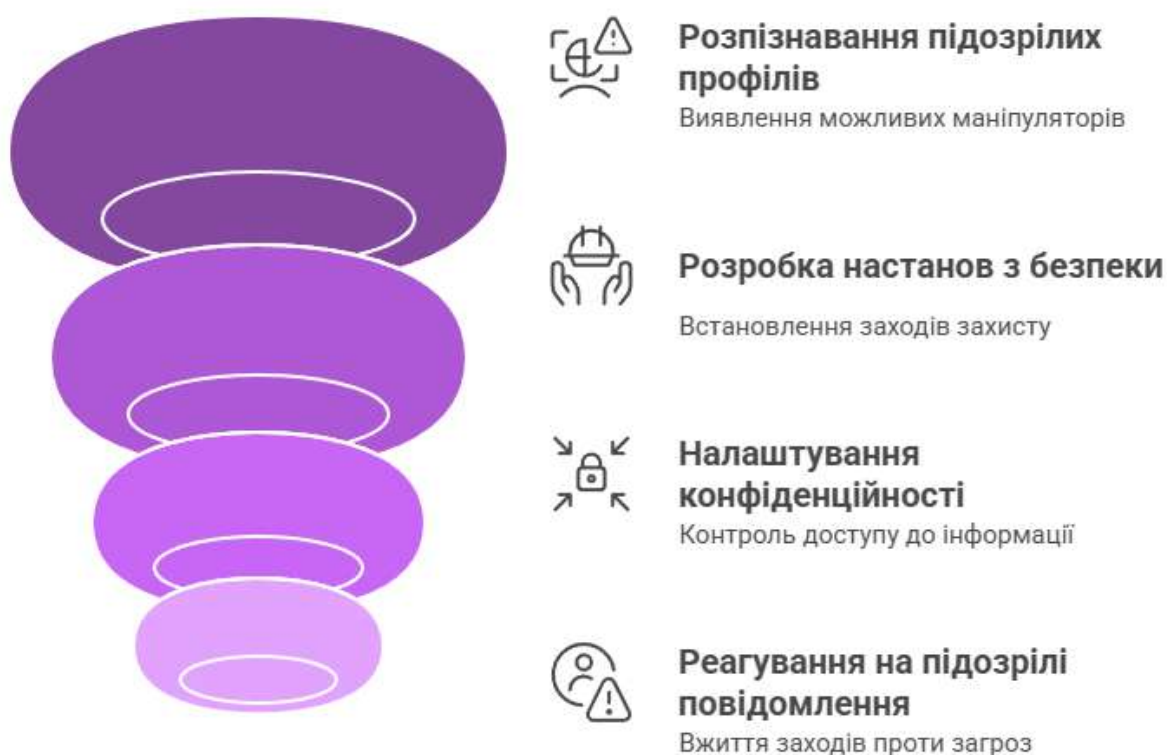 Розпізнавання підозрілих
профілів
Виявлення можливих маніпуляторів
Розробка настанов з безпеки
Встановлення заходів захисту
Налаштування
конфіденційності
Контроль доступу до інформації
Реагування на підозрілі
повідомлення
Вжиття заходів проти загроз